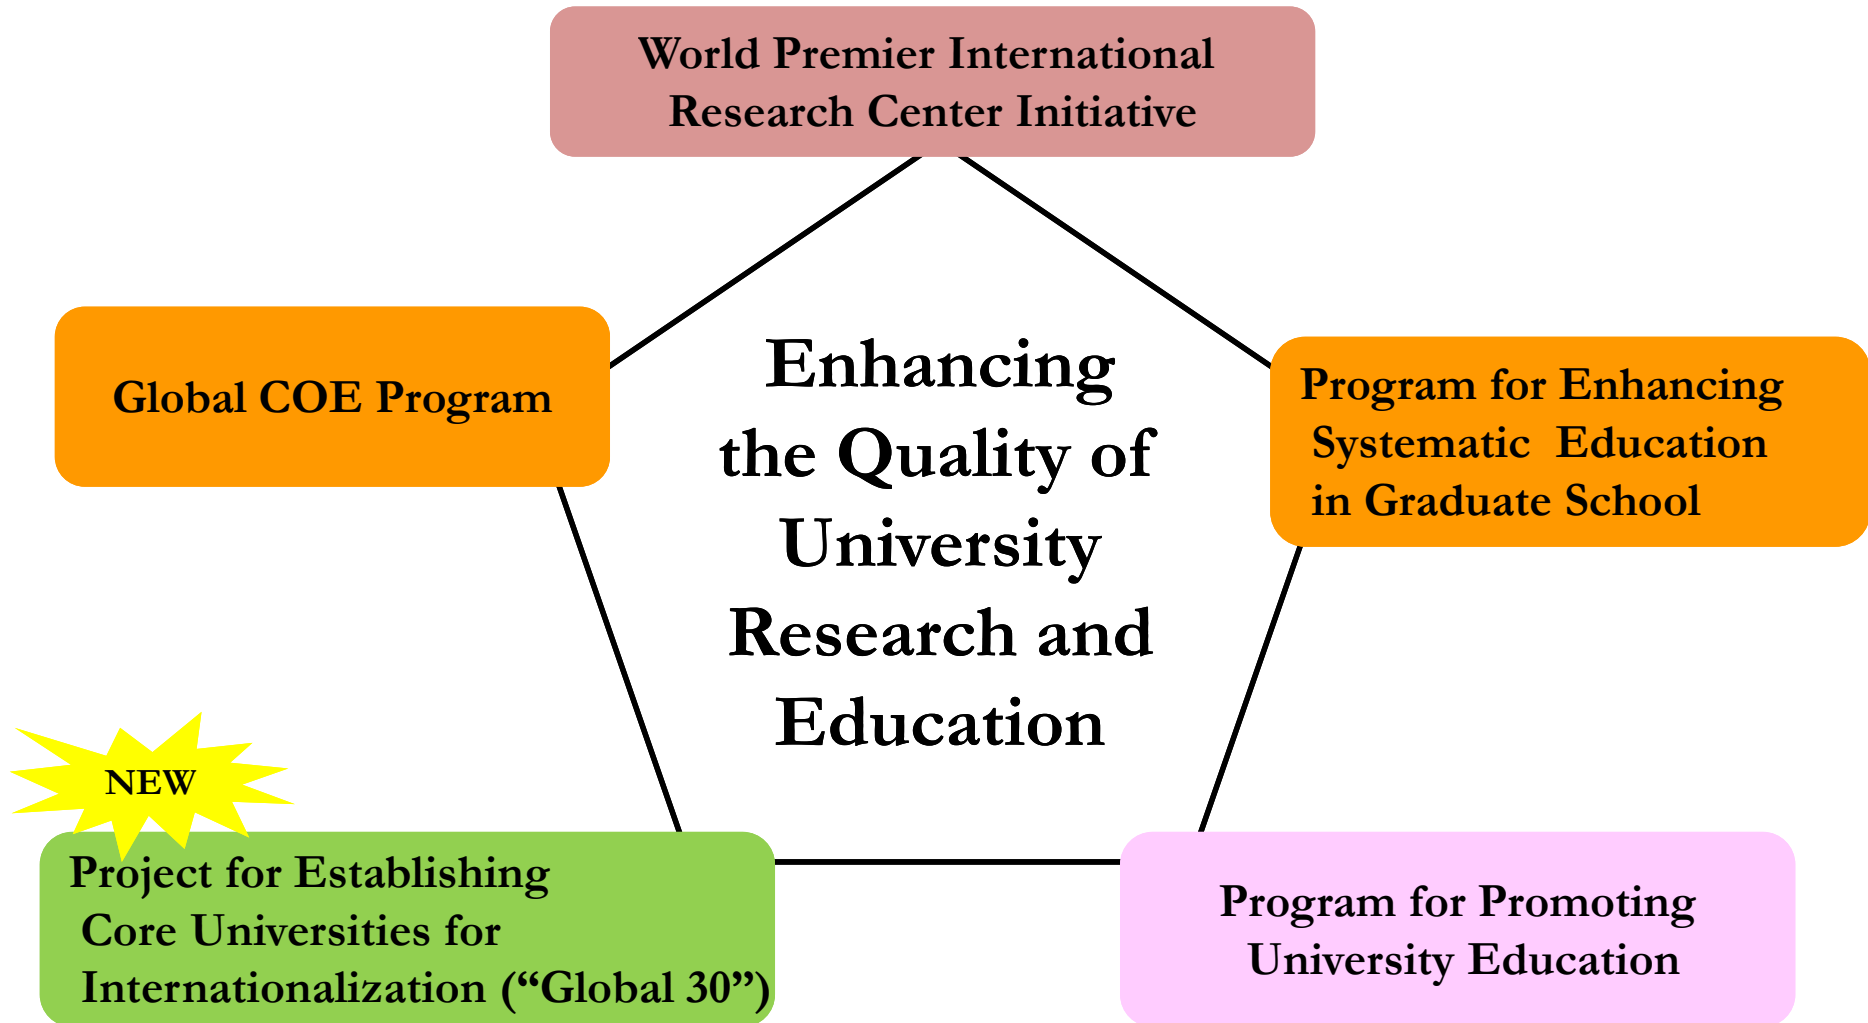 World Premier International
Research Center Initiative
Global COE Program
Enhancing
the Quality of
University
Research and
Education
Program for Enhancing
Systematic Education
in Graduate School
NEW
Project for Establishing
Core Universities for
Internationalization (“Global 30”)
Program for Promoting
University Education